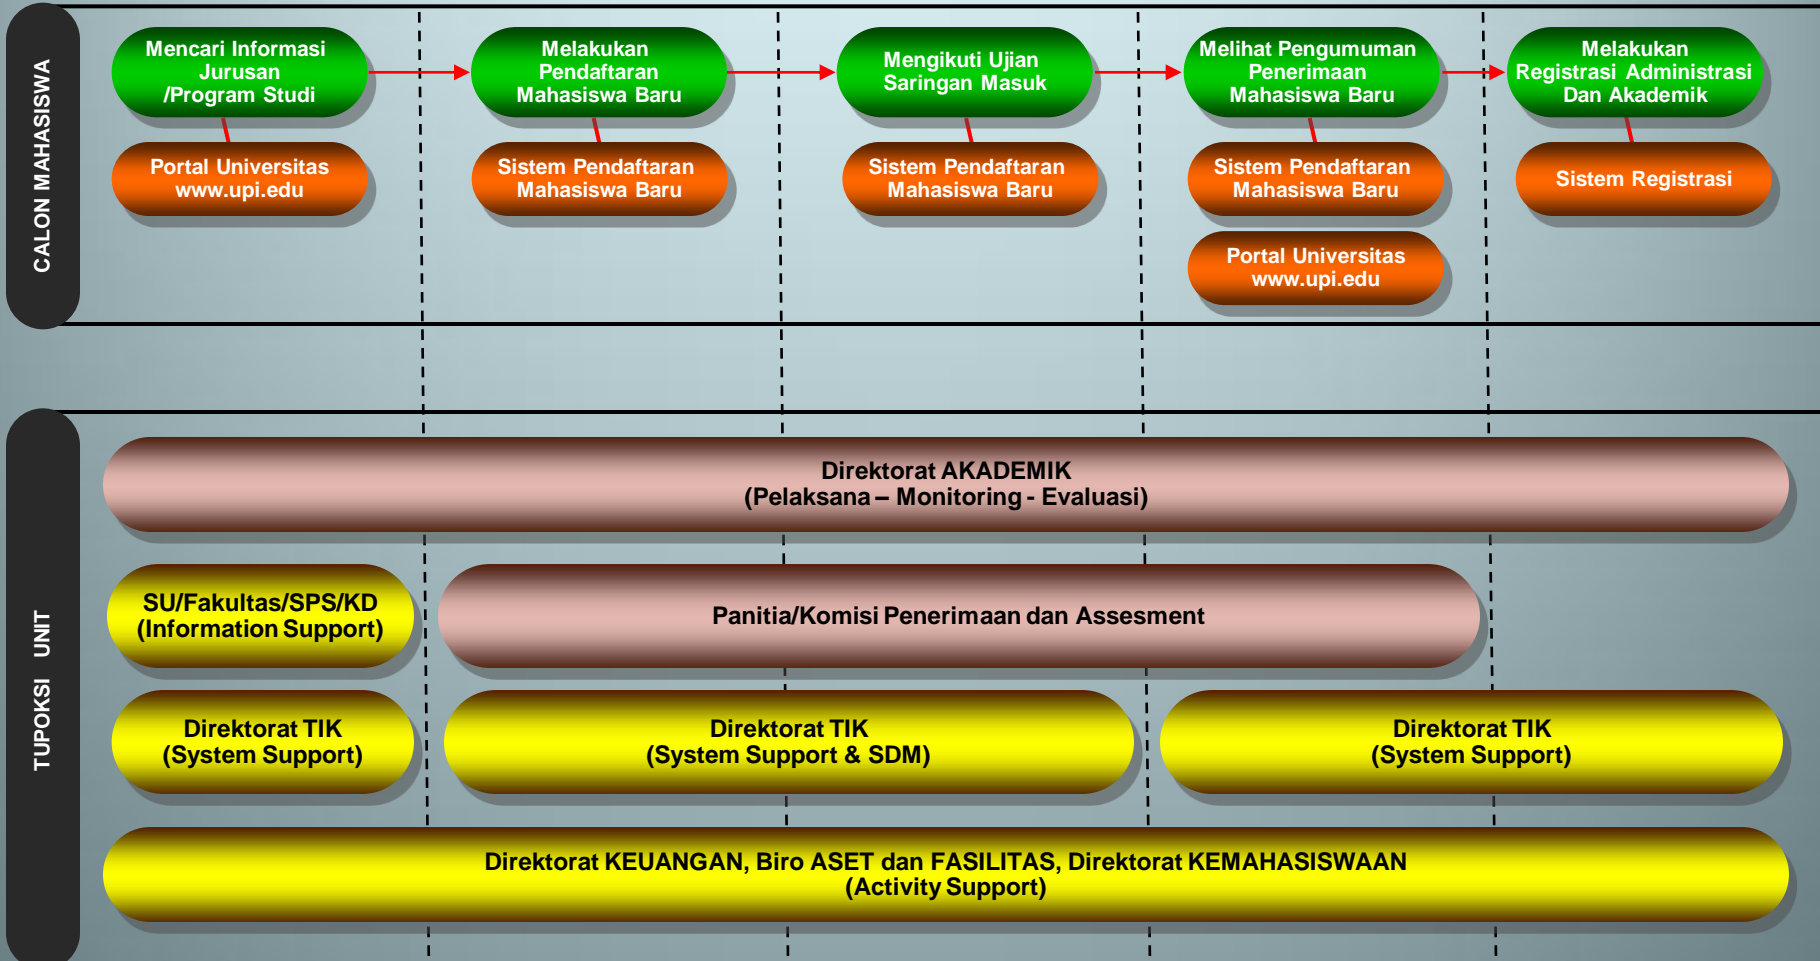 CALON MAHASISWA
Mencari Informasi
Jurusan
/Program Studi
Melakukan
Pendaftaran
Mahasiswa Baru
Mengikuti Ujian
Saringan Masuk
Melihat Pengumuman
Penerimaan
Mahasiswa Baru
Melakukan
Registrasi Administrasi
Dan Akademik
Portal Universitas
www.upi.edu
Sistem Pendaftaran
Mahasiswa Baru
Sistem Pendaftaran
Mahasiswa Baru
Sistem Pendaftaran
Mahasiswa Baru
Sistem Registrasi
Portal Universitas
www.upi.edu
TUPOKSI UNIT
Direktorat AKADEMIK
(Pelaksana – Monitoring - Evaluasi)
SU/Fakultas/SPS/KD
(Information Support)
Panitia/Komisi Penerimaan dan Assesment
Direktorat TIK
(System Support)
Direktorat TIK
(System Support & SDM)
Direktorat TIK
(System Support)
Direktorat KEUANGAN, Biro ASET dan FASILITAS, Direktorat KEMAHASISWAAN
(Activity Support)